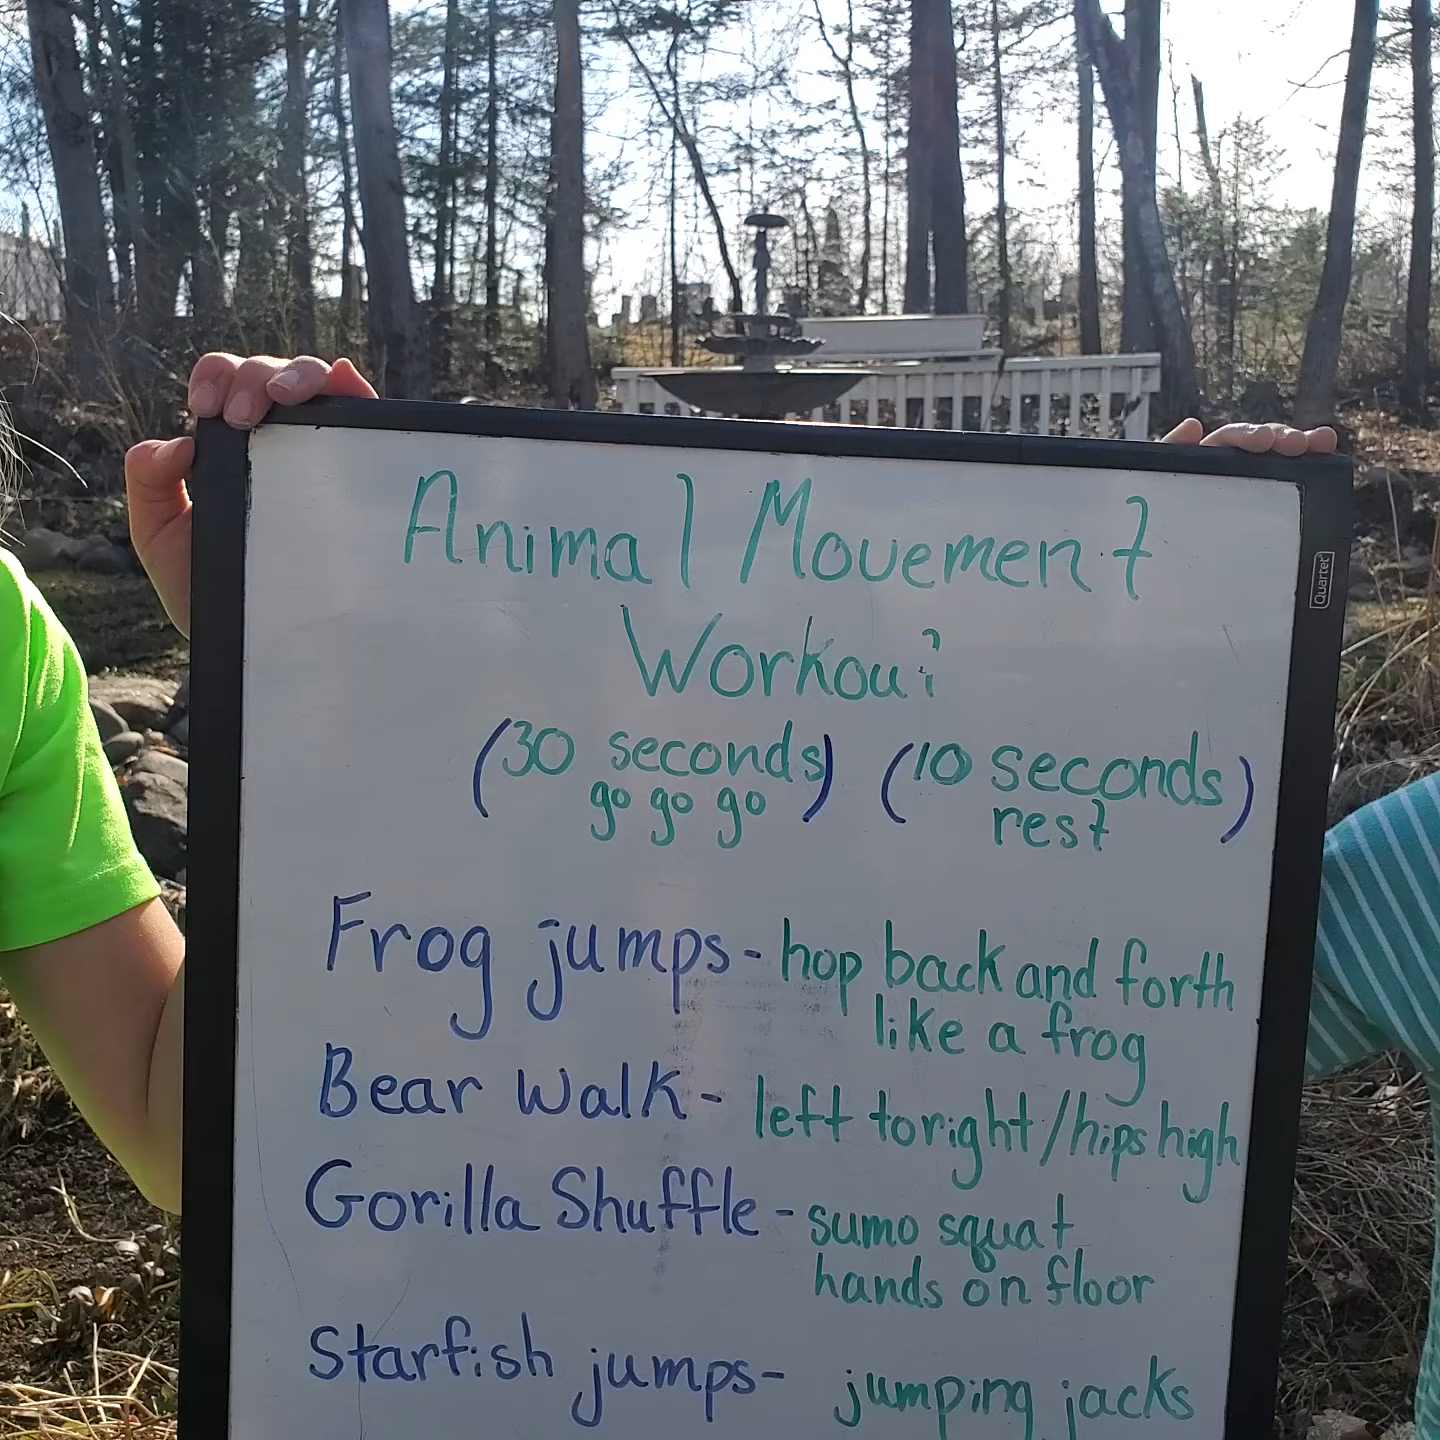 Animal Movement
Workout
(30 seconds) (10 seconds)
go go go rest
Frog jumps - hop back and forth
like a frog
Bear walk - left to right / hips high
Gorilla Shuffle - sumo squat
hands on floor
Starfish jumps - jumping jacks
Quartet